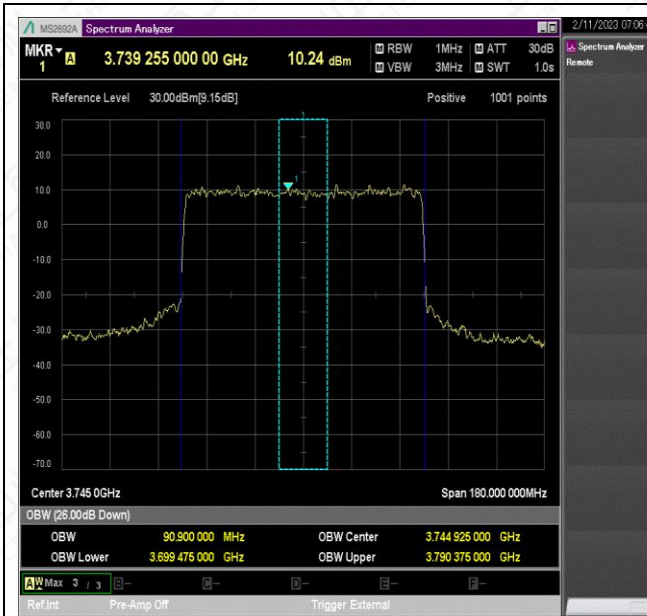 MS2692A Spectrum Analyzer
2/11/2023 07:06:
MKR 1 A 3.739 255 000 00 GHz 10.24 dBm
M RBW 1MHz M ATT 30dB
M VBW 3MHz M SWT 1.0s
Spectrum Analyzer
Remote
Reference Level 30.00dBm[9.15dB] Positive 1001 points
1
30.0
20.0
1
10.0
0.0
-10.0
-20.0
-30.0
-40.0
-50.0
-60.0
-70.0
Center 3.745 0GHz Span 180.000 000MHz
OBW (26.00dB Down)
OBW 90.900 000 MHz OBW Center 3.744 925 000 GHz
OBW Lower 3.699 475 000 GHz OBW Upper 3.790 375 000 GHz
A W Max 3 / 3 B- C- D- E- F-
Ref.Int Pre-Amp Off Trigger External